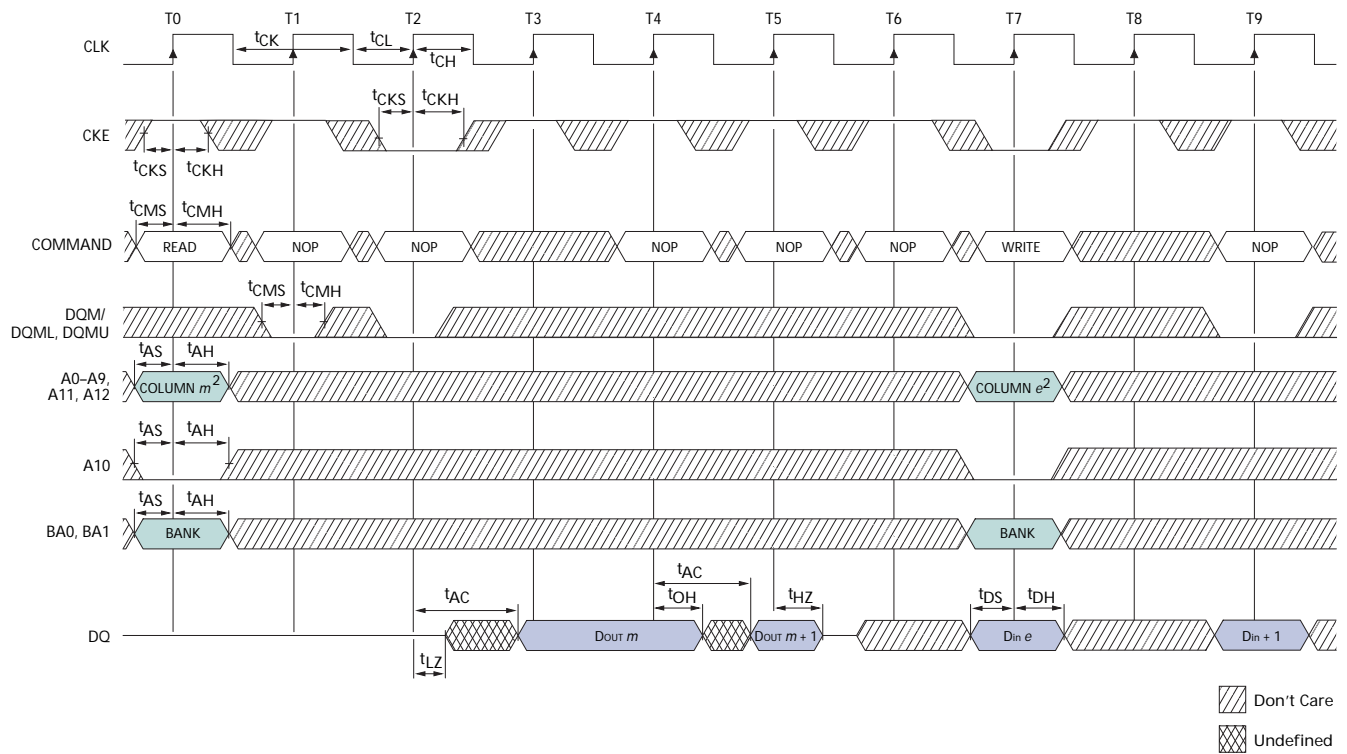 T0 T1 T2 T3 T4 T5 T6 T7 T8 T9
CLK
tCK tCL
tCH
tCKS tCKH
CKE
tCKS tCKH
tCMS tCMH
COMMAND READ NOP NOP NOP NOP NOP WRITE NOP
tCMS tCMH
DQM/
DQML, DQMU
tAS tAH
A0–A9,
A11, A12
COLUMN m2 COLUMN e2
tAS tAH
A10
tAS tAH
BA0, BA1 BANK BANK
tAC
tAC tOH tHZ tDS tDH
DQ DOUT m DOUT m + 1 Din e Din + 1
tLZ
Don't Care
Undefined